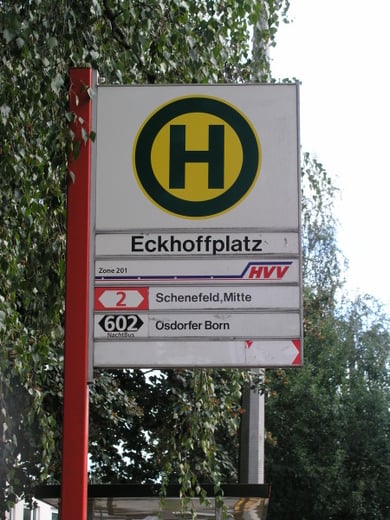 H
Eckhoffplatz
Zone 201 HVV
2 Schenefeld,Mitte
602 Osdorfer Born
NachtBus